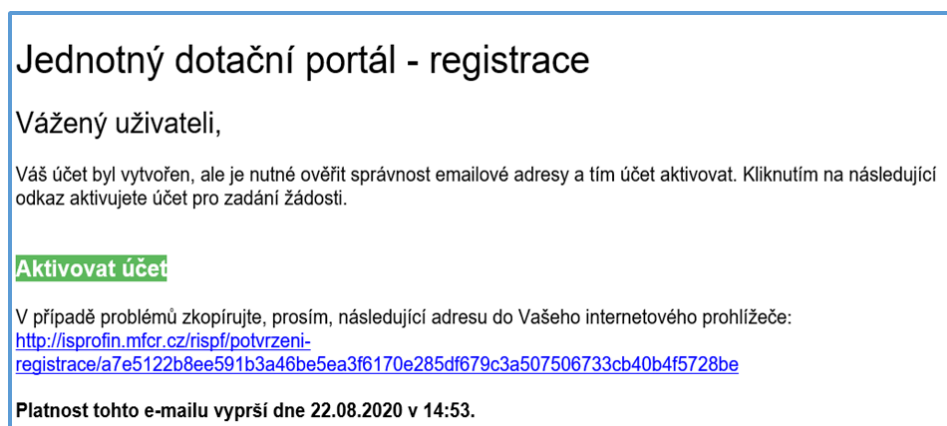 Jednotný dotační portál - registrace
Vážený uživateli,
Váš účet byl vytvořen, ale je nutné ověřit správnost emailové adresy a tím účet aktivovat. Kliknutím na následující
odkaz aktivujete účet pro zadání žádosti.
Aktivovat účet
V případě problémů zkopírujte, prosím, následující adresu do Vašeho internetového prohlížeče:
http://isprofin.mfcr.cz/rispf/potvrzeni-
registrace/a7e5122b8ee591b3a46be5ea3f6170e285df679c3a507506733cb40b4f5728be
Platnost tohto e-mailu vyprší dne 22.08.2020 v 14:53.